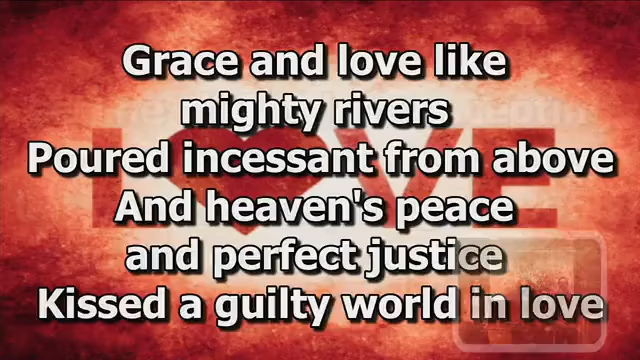 Grace and love like
mighty rivers
Poured incessant from above
And heaven's peace
and perfect justice
Kissed a guilty world in love